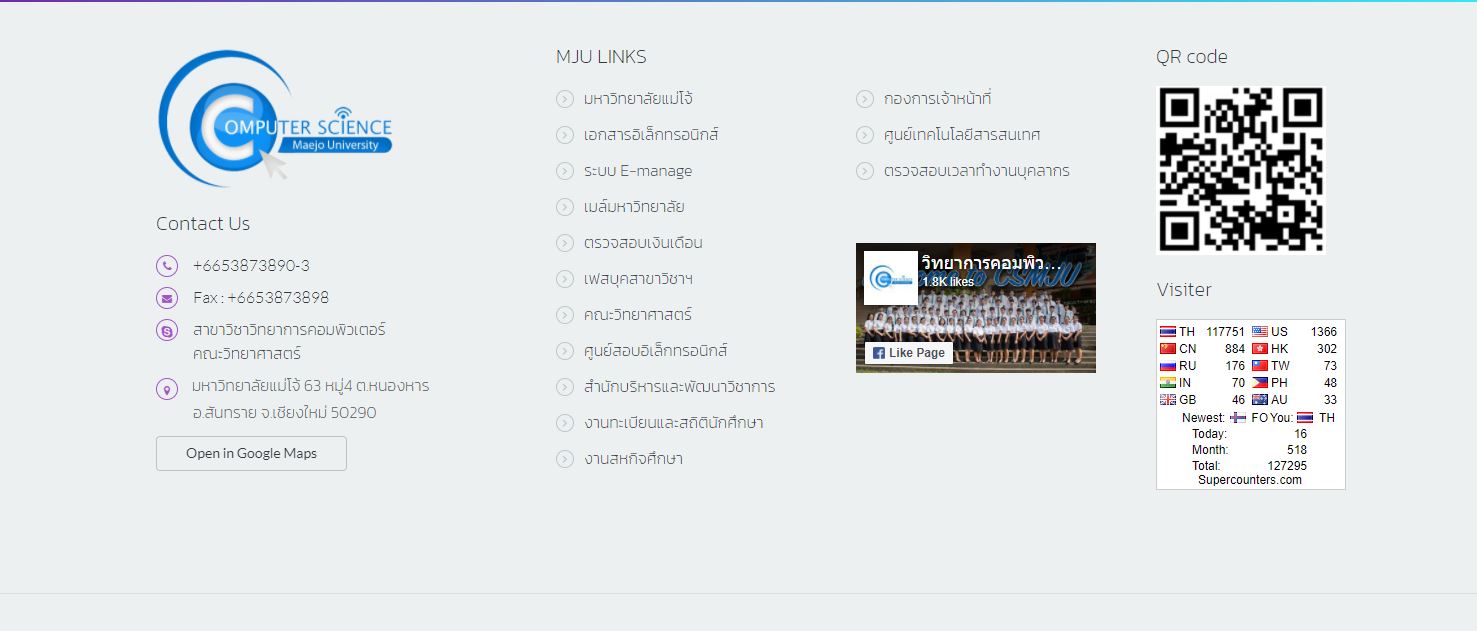 COMPUTER SCIENCE
Maejo University
Contact Us
+6653873890-3
Fax : +6653873898
สาขาวิชาวิทยาการคอมพิวเตอร์
คณะวิทยาศาสตร์
มหาวิทยาลัยแม่โจ้ 63 หมู่4 ต.หนองหาร
อ.สันทราย จ.เชียงใหม่ 50290
Open in Google Maps
MJU LINKS
มหาวิทยาลัยแม่โจ้
เอกสารอิเล็กทรอนิกส์
ระบบ E-manage
เมล์มหาวิทยาลัย
ตรวจสอบเงินเดือน
เฟสบุคสาขาวิชาฯ
คณะวิทยาศาสตร์
ศูนย์สอบอิเล็กทรอนิกส์
สำนักบริหารและพัฒนาวิชาการ
งานทะเบียนและสถิตินักศึกษา
งานสหกิจศึกษา
กองการเจ้าหน้าที่
ศูนย์เทคโนโลยีสารสนเทศ
ตรวจสอบเวลาทำงานบุคลากร
วิทยาการคอมพิว...
1.8K likes
to CSMJU
Like Page
QR code
Visiter
TH 117751 US 1366
CN 884 HK 302
RU 176 TW 73
IN 70 PH 48
GB 46 AU 33
Newest: FO You: TH
Today: 16
Month: 518
Total: 127295
Supercounters.com